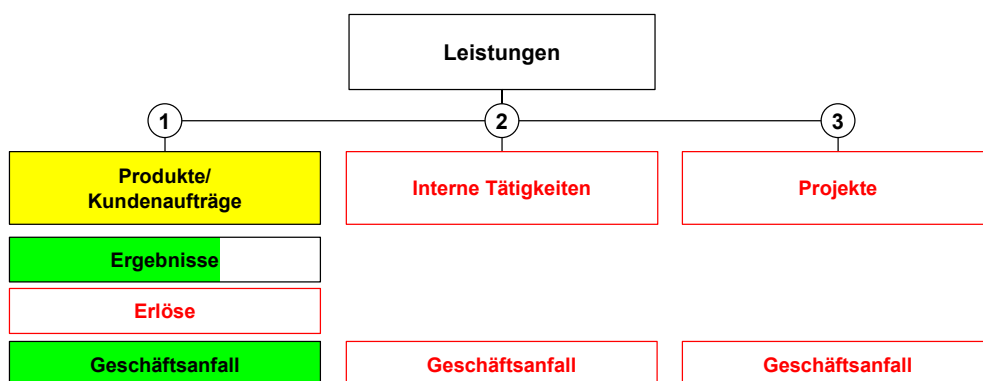 Leistungen
1
2
3
Produkte/
Kundenaufträge
Interne Tätigkeiten
Projekte
Ergebnisse
Erlöse
Geschäftsanfall
Geschäftsanfall
Geschäftsanfall